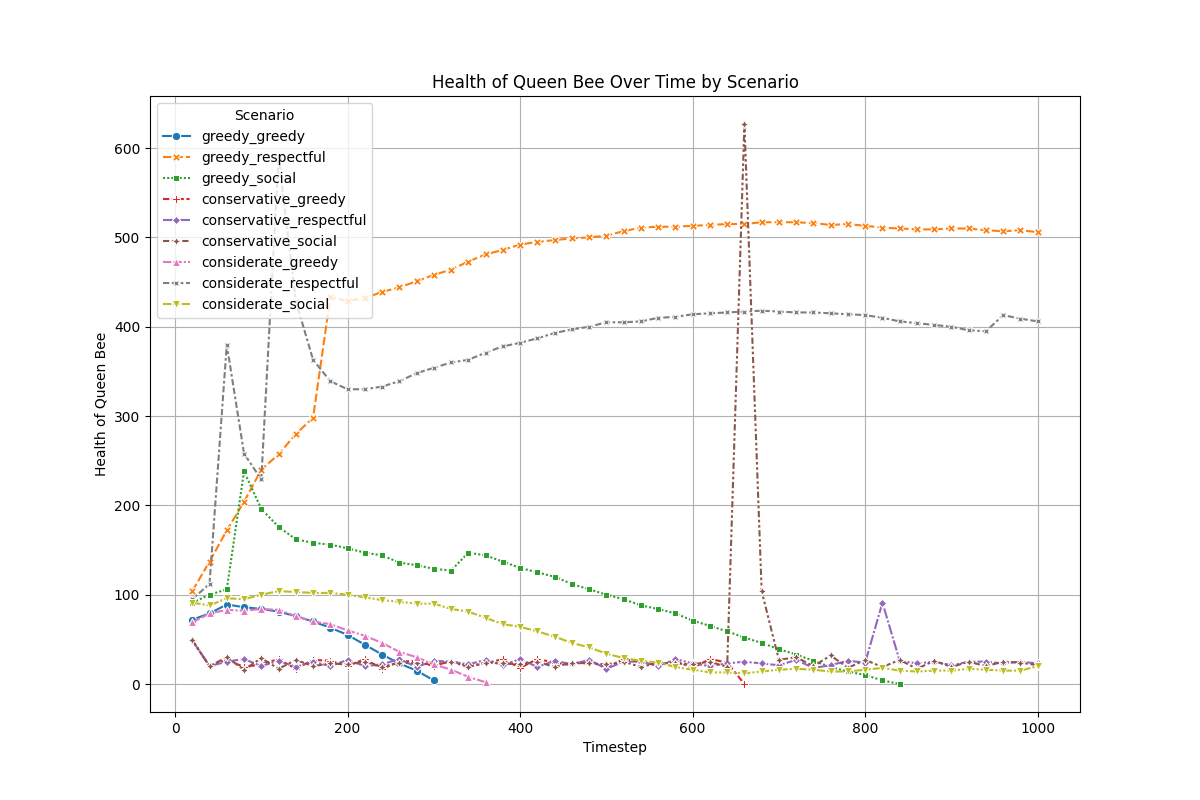 Health of Queen Bee Over Time by Scenario
Health of Queen Bee
600
500
400
300
200
100
0
Scenario
greedy_greedy
greedy_respectful
greedy_social
conservative_greedy
conservative_respectful
conservative_social
considerate_greedy
considerate_respectful
considerate_social
0 200 400 600 800 1000
Timestep